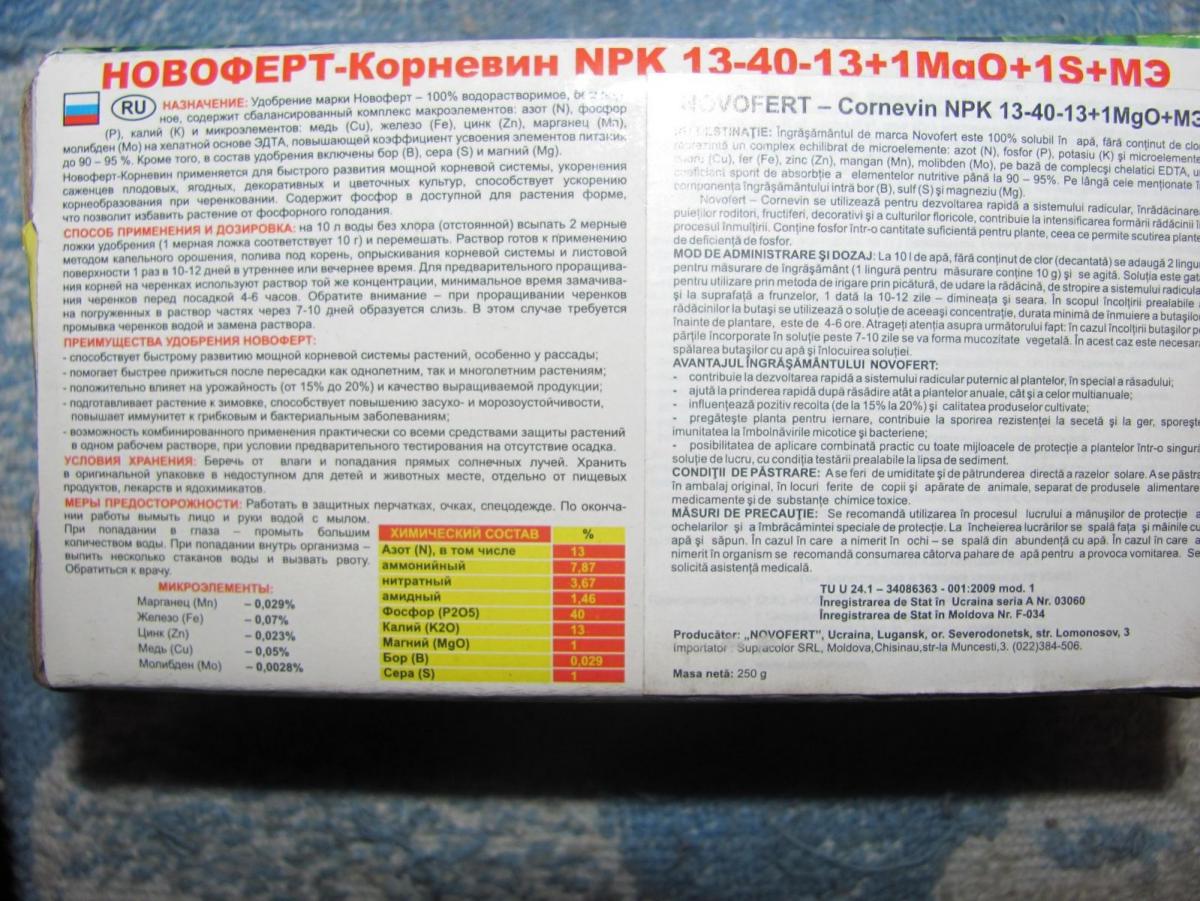 НОВОФЕРТ-Корневин NPK 13-40-13+1MgO+1S+МЭ
RU
НАЗНАЧЕНИЕ: Удобрение марки Новоферт – 100% водорастворимое,
ное, содержит сбалансированный комплекс макроэлементов: азот (N), фосфор
(P), калий (К) и микроэлементов: медь (Cu), железо (Fe), цинк (Zn), марганец (Mn),
молибден (Мо) на хелатной основе ЭДТА, повышающей коэффициент усвоения элементов питания
до 90 – 95 %. Кроме того, в состав удобрения включены бор (B), сера (S) и магний (Mg).
Новоферт-Корневин применяется для быстрого развития мощной корневой системы, укоренения
саженцев плодовых, ягодных, декоративных и цветочных культур, способствует ускорению
корнеобразования при черенковании. Содержит фосфор в доступной для растения форме,
что позволит избавить растение от фосфорного голодания.
СПОСОБ ПРИМЕНЕНИЯ И ДОЗИРОВКА: на 10 л воды без хлора (отстоянной) всыпать 2 мерные
ложки удобрения (1 мерная ложка соответствует 10 г) и перемешать. Раствор готов к применению
методом капельного орошения, полива под корень, опрыскивания корневой системы и листовой
поверхности 1 раз в 10-12 дней в утреннее или вечернее время. Для предварительного проращива-
ния корней на черенках используют раствор той же концентрации, минимальное время замачива-
ния черенков перед посадкой 4-6 часов. Обратите внимание – при проращивании черенков
на погруженных в раствор частях через 7-10 дней образуется слизь. В этом случае требуется
промывка черенков водой и замена раствора.
ПРЕИМУЩЕСТВА УДОБРЕНИЯ НОВОФЕРТ:
- способствует быстрому развитию мощной корневой системы растений, особенно у рассады;
- помогает быстрее прижиться после пересадки как однолетним, так и многолетним растениям;
- положительно влияет на урожайность (от 15% до 20%) и качество выращиваемой продукции;
- подготавливает растение к зимовке, способствует повышению засухо- и морозоустойчивости,
повышает иммунитет к грибковым и бактериальным заболеваниям;
- возможность комбинированного применения практически со всеми средствами защиты растений
в одном рабочем растворе, при условии предварительного тестирования на отсутствие осадка.
УСЛОВИЯ ХРАНЕНИЯ: Беречь от влаги и попадания прямых солнечных лучей. Хранить
в оригинальной упаковке в недоступном для детей и животных месте, отдельно от пищевых
продуктов, лекарств и ядохимикатов.
МЕРЫ ПРЕДОСТОРОЖНОСТИ: Работать в защитных перчатках, очках, спецодежде. По оконча-
нии работы вымыть лицо и руки водой с мылом.
При попадании в глаза – промыть большим
количеством воды. При попадании внутрь организма –
выпить несколько стаканов воды и вызвать рвоту.
Обратиться к врачу.
МИКРОЭЛЕМЕНТЫ:
Марганец (Mn) – 0,029%
Железо (Fe) – 0,07%
Цинк (Zn) – 0,023%
Медь (Cu) – 0,05%
Молибден (Mo) – 0,0028%
ХИМИЧЕСКИЙ СОСТАВ %
Азот (N), в том числе 13
аммонийный 7,87
нитратный 3,67
амидный 1,46
Фосфор (P2O5) 40
Калий (K2O) 13
Магний (MgO) 1
Бор (B) 0,029
Сера (S) 1
NOVOFERT – Cornevin NPK 13-40-13+1MgO+МЭ
Îngrăşământul de marca Novofert este 100% solubil în apă, fără conţinut de clor
reprezintă un complex echilibrat de microelemente: azot (N), fosfor (P), potasiu (K) şi microelemente
(Cu), fer (Fe), zinc (Zn), mangan (Mn), molibden (Mo), pe bază de complecşi chelatici EDTA, un
sporit de absorbţie a elementelor nutritive până la 90 – 95%. Pe lângă cele menţionate
componenţa îngrăşământului intră bor (B), sulf (S) şi magneziu (Mg).
Novofert – Cornevin se utilizează pentru dezvoltarea rapidă a sistemului radicular, înrădăcinarea
puieţilor roditori, fructiferi, decorativi şi a culturilor floricole, contribuie la intensificarea formării rădăcinii în
procesul înmulţirii. Conţine fosfor într-o cantitate suficientă pentru plante, ceea ce permite scutirea plantei
de deficienţa de fosfor.
MOD DE ADMINISTRARE ŞI DOZAJ: La 10 l de apă, fără conţinut de clor (decantată) se adaugă 2 linguri
pentru măsurare de îngrăşământ (1 lingură pentru măsurare conţine 10 g) şi se agită. Soluţia este gata
pentru utilizare prin metoda de irigare prin picătură, de udare la rădăcină, de stropire a sistemului radicular
şi la suprafaţă a frunzelor, 1 dată la 10-12 zile – dimineaţa şi seara. În scopul încolţirii prealabile a
rădăcinilor la butaşi se utilizează o soluţie de aceeaşi concentraţie, durata minimă de înmuiere a butaşilor
înainte de plantare, este de 4-6 ore. Atrageţi atenţia asupra următorului fapt: în cazul încolţirii butaşilor pe
părţile încorporate în soluţie peste 7-10 zile se va forma mucozitate vegetală. În acest caz este necesară
spălarea butaşilor cu apă şi înlocuirea soluţiei.
AVANTAJUL ÎNGRĂŞĂMÂNTULUI NOVOFERT:
- contribuie la dezvoltarea rapidă a sistemului radicular puternic al plantelor, în special a răsadului;
- ajută la prinderea rapidă după răsădire atât a plantelor anuale, cât şi a celor multianuale;
- influenţează pozitiv recolta (de la 15% la 20%) şi calitatea produselor cultivate;
- pregăteşte planta pentru iernare, contribuie la sporirea rezistenţei la secetă şi la ger, sporeşte
imunitatea la îmbolnăvirile micotice şi bacteriene;
- posibilitatea de aplicare combinată practic cu toate mijloacele de protecţie a plantelor într-o singură
soluţie de lucru, cu condiţia testării prealabile la lipsa de sediment.
CONDIŢII DE PĂSTRARE: A se feri de umiditate şi de pătrunderea directă a razelor solare. A se păstra
în ambalaj original, în locuri ferite de copii şi apărate de animale, separat de produsele alimentare,
medicamente şi de substanţe chimice toxice.
MĂSURI DE PRECAUŢIE: Se recomandă utilizarea în procesul lucrului a mănuşilor de protecţie a
ochelarilor şi a îmbrăcămintei speciale de protecţie. La încheierea lucrărilor se spală faţa şi mâinile cu
apă şi săpun. În cazul în care a nimerit în ochi – se spală din abundenţă cu apă. În cazul în care a
nimerit în organism se recomandă consumarea câtorva pahare de apă pentru a provoca vomitarea. Se
solicită asistenţă medicală.
TU U 24.1 – 34086363 - 001:2009 mod. 1
Înregistrarea de Stat în Ucraina seria A Nr. 03060
Înregistrarea de Stat în Moldova Nr. F-034
Producător: „NOVOFERT”, Ucraina, Lugansk, or. Severodonetsk, str. Lomonosov, 3
Importator : Supracolor SRL, Moldova,Chisinau,str-la Muncesti,3. (022)384-506.
Masa netă: 250 g